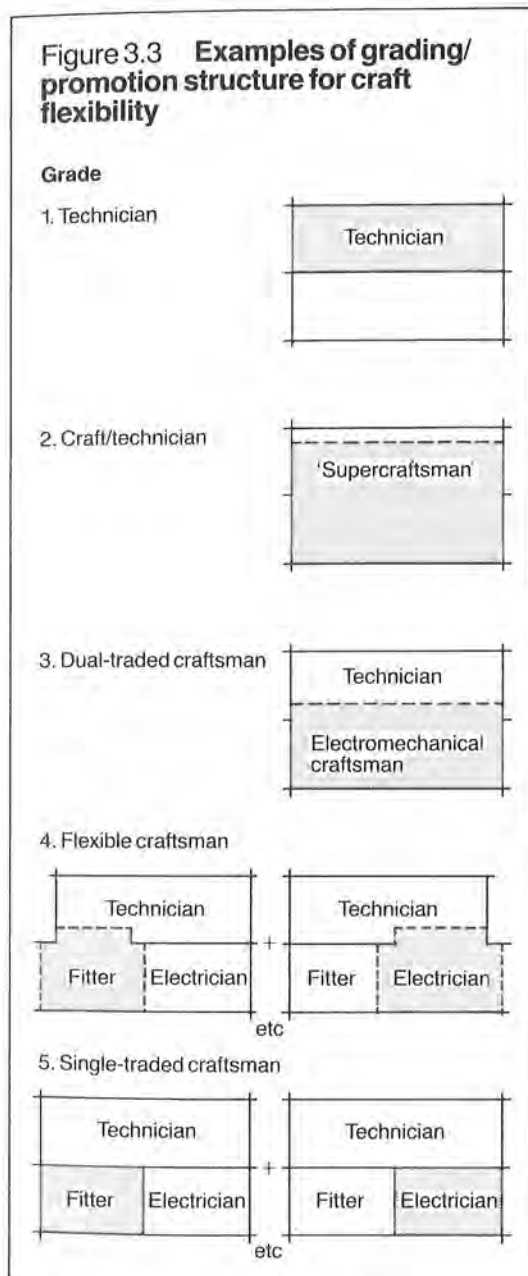 Figure 3.3 Examples of grading/
promotion structure for craft
flexibility
Grade
1. Technician
Technician
2. Craft/technician
'Supercraftsman'
3. Dual-traded craftsman
Technician
Electromechanical
craftsman
4. Flexible craftsman
Technician
Technician
+
Fitter
Electrician
Fitter
Electrician
etc
5. Single-traded craftsman
Technician
Technician
+
Fitter
Electrician
Fitter
Electrician
etc